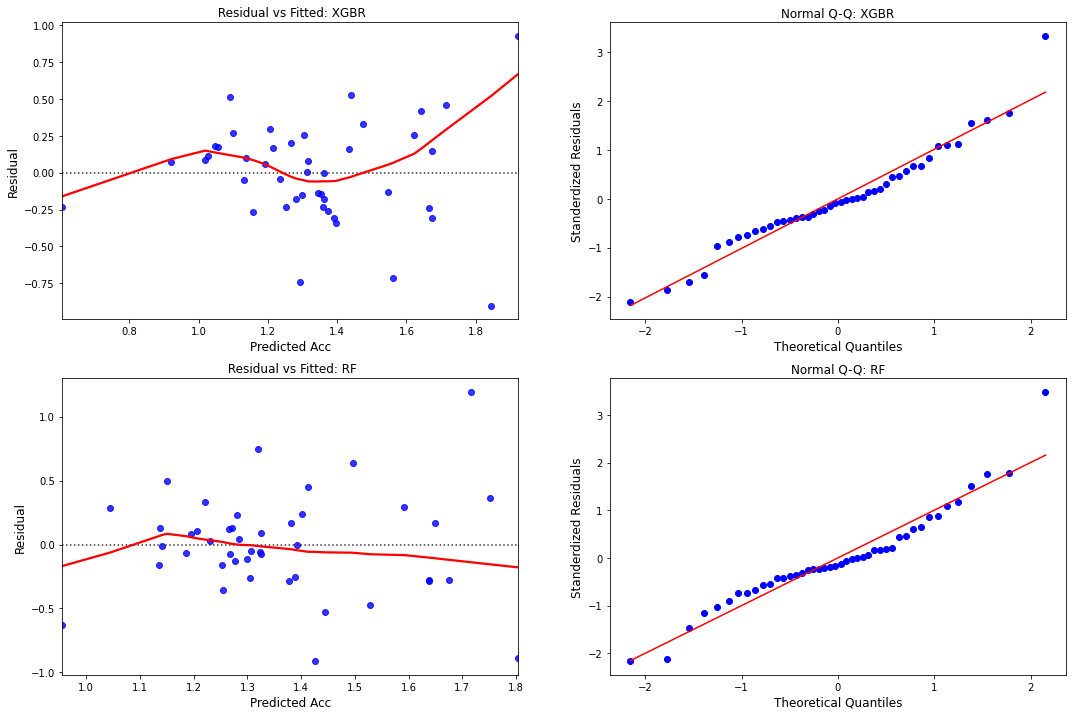 Residual vs Fitted: XGBR
Residual
1.00
0.75
0.50
0.25
0.00
−0.25
−0.50
−0.75
0.8 1.0 1.2 1.4 1.6 1.8
Predicted Acc
Normal Q-Q: XGBR
Standerdized Residuals
3
2
1
0
−1
−2
−2 −1 0 1 2
Theoretical Quantiles
Residual vs Fitted: RF
Residual
1.0
0.5
0.0
−0.5
−1.0
1.0 1.1 1.2 1.3 1.4 1.5 1.6 1.7 1.8
Predicted Acc
Normal Q-Q: RF
Standerdized Residuals
3
2
1
0
−1
−2
−2 −1 0 1 2
Theoretical Quantiles